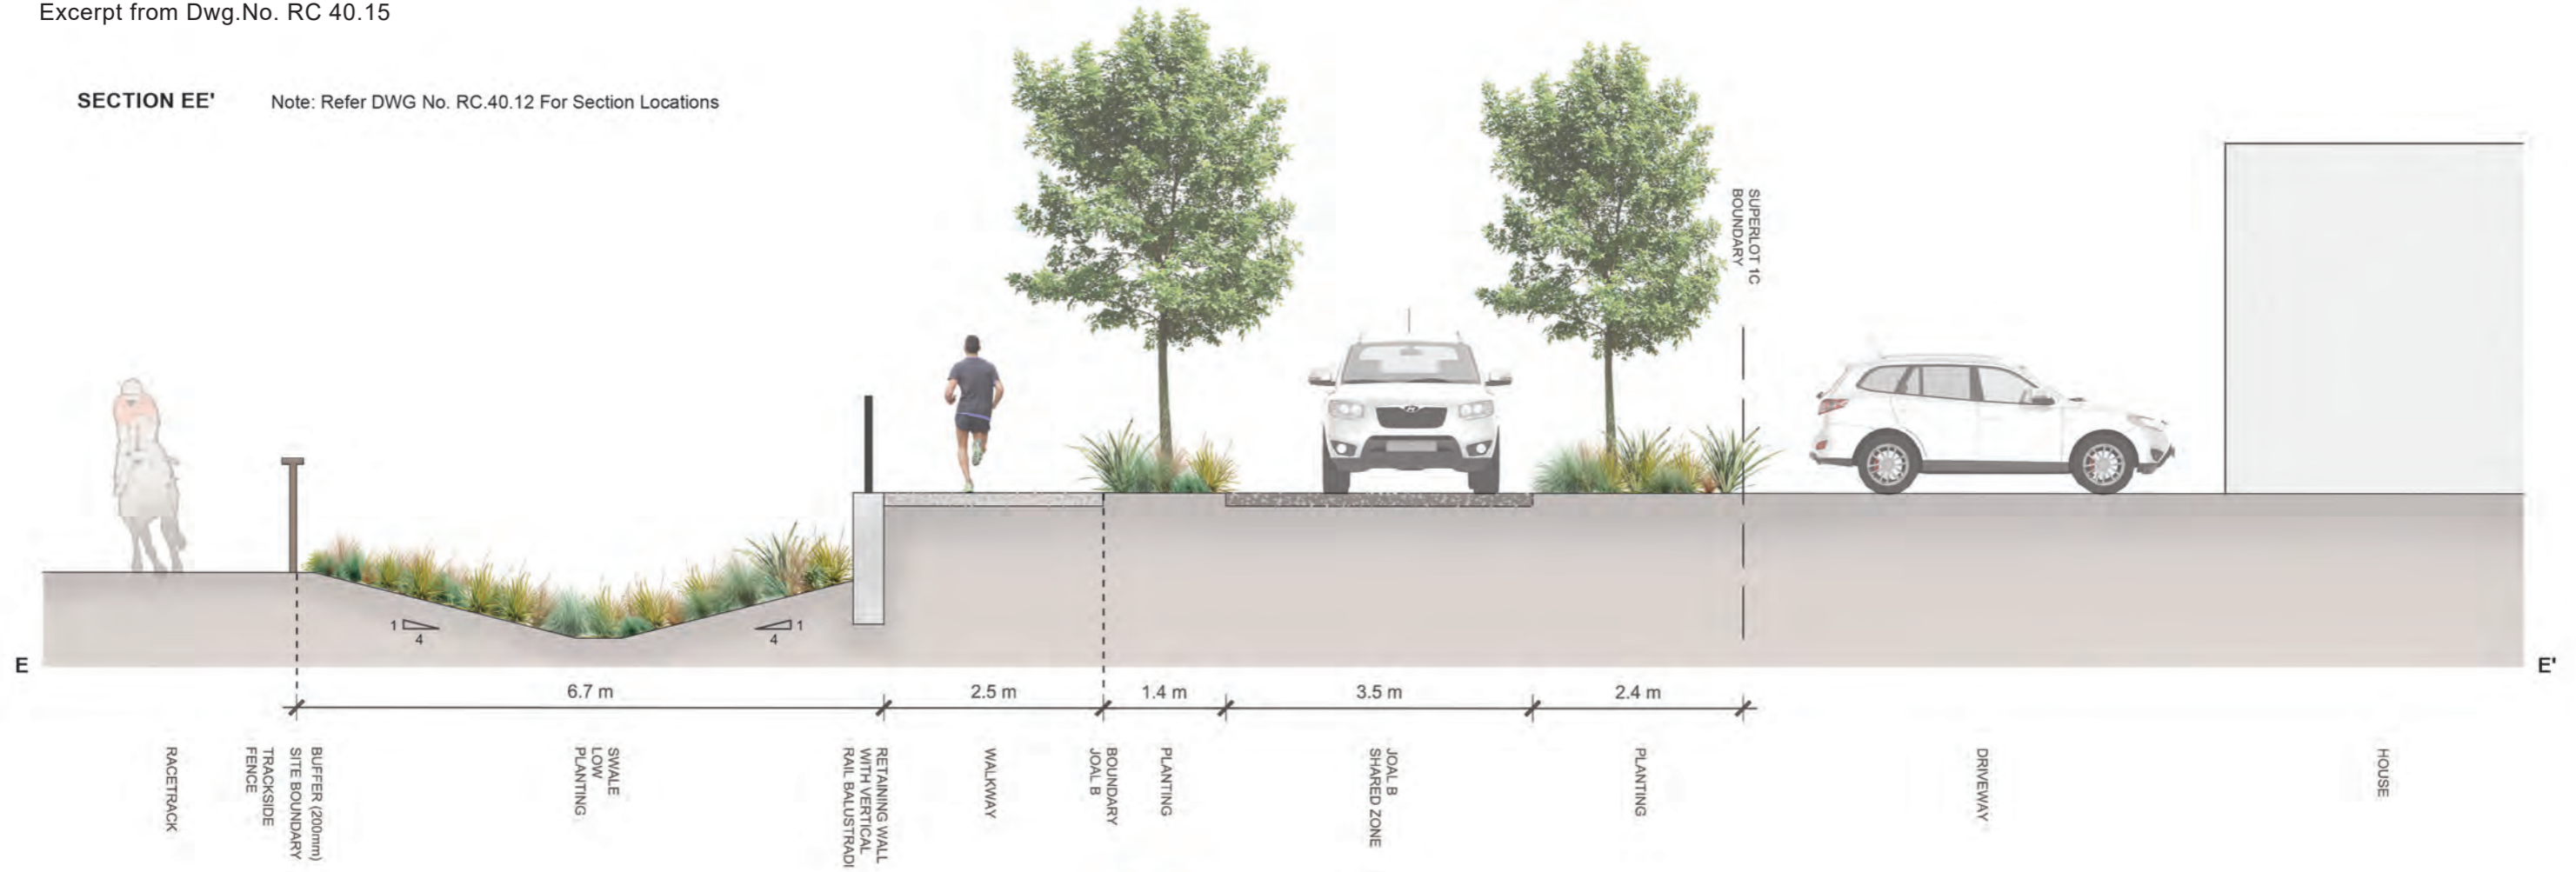 Excerpt from Dwg.No. RC 40.15
SECTION EE' Note: Refer DWG No. RC.40.12 For Section Locations
SUPERLOT 1C
BOUNDARY
1
4
1
4
E
E'
6.7 m
2.5 m
1.4 m
3.5 m
2.4 m
RACETRACK
BUFFER (200mm)
SITE BOUNDARY
TRACKSIDE
FENCE
SWALE
LOW
PLANTING
RETAINING WALL
WITH VERTICAL
RAIL BALUSTRADI
WALKWAY
BOUNDARY
JOAL B
PLANTING
JOAL B
SHARED ZONE
PLANTING
DRIVEWAY
HOUSE